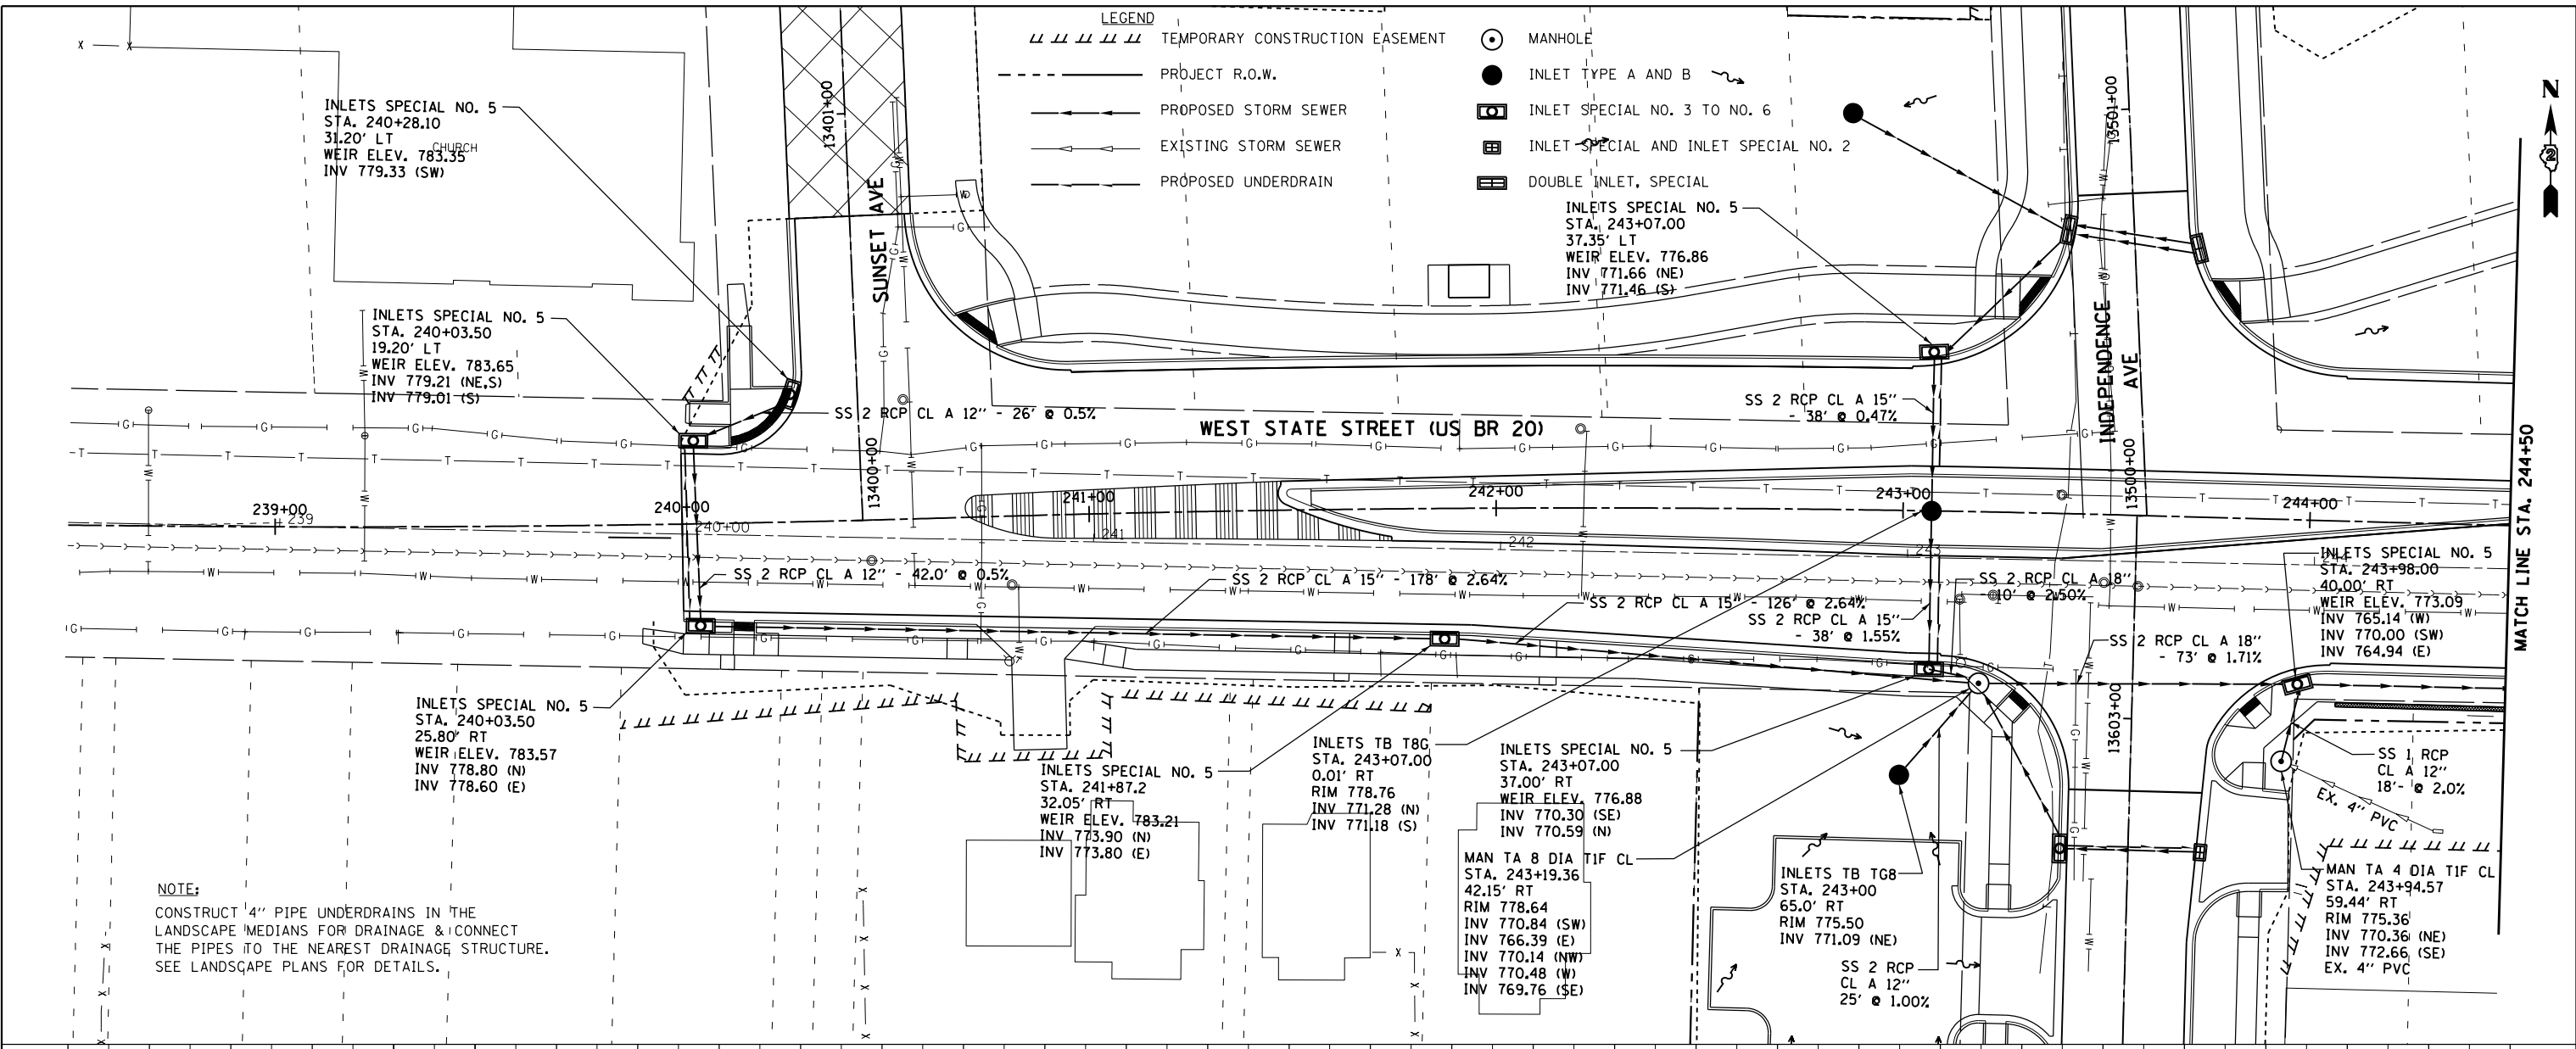 LEGEND
TEMPORARY CONSTRUCTION EASEMENT
PROJECT R.O.W.
PROPOSED STORM SEWER
EXISTING STORM SEWER
PROPOSED UNDERDRAIN
MANHOLE
INLET TYPE A AND B
INLET SPECIAL NO. 3 TO NO. 6
INLET SPECIAL AND INLET SPECIAL NO. 2
DOUBLE INLET, SPECIAL
N
INLETS SPECIAL NO. 5
STA. 240+28.10
31.20' LT
WEIR ELEV. 783.35
INV 779.33 (SW)
CHURCH
INLETS SPECIAL NO. 5
STA. 240+03.50
19.20' LT
WEIR ELEV. 783.65
INV 779.21 (NE,S)
INV 779.01 (S)
13401+00
SUNSET AVE
13400+00
INLETS SPECIAL NO. 5
STA. 243+07.00
37.35' LT
WEIR ELEV. 776.86
INV 771.66 (NE)
INV 771.46 (S)
13501+00
INDEPENDENCE
AVE
13500+00
SS 2 RCP CL A 12" - 26' @ 0.5%
SS 2 RCP CL A 15"
- 38' @ 0.47%
WEST STATE STREET (US BR 20)
239+00
239
240+00
240+00
241+00
241
242+00
242
243+00
243
244+00
244
MATCH LINE STA. 244+50
SS 2 RCP CL A 12" - 42.0' @ 0.5%
SS 2 RCP CL A 15" - 178' @ 2.64%
SS 2 RCP CL A 15" - 126' @ 2.64%
SS 2 RCP CL A 15"
- 38' @ 1.55%
SS 2 RCP CL A 18"
- 10' @ 2.50%
SS 2 RCP CL A 18"
- 73' @ 1.71%
INLETS SPECIAL NO. 5
STA. 243+98.00
40.00' RT
WEIR ELEV. 773.09
INV 765.14 (W)
INV 770.00 (SW)
INV 764.94 (E)
13603+00
INLETS SPECIAL NO. 5
STA. 240+03.50
25.80' RT
WEIR ELEV. 783.57
INV 778.80 (N)
INV 778.60 (E)
INLETS SPECIAL NO. 5
STA. 241+87.2
32.05' RT
WEIR ELEV. 783.21
INV 773.90 (N)
INV 773.80 (E)
INLETS TB T8G
STA. 243+07.00
0.01' RT
RIM 778.76
INV 771.28 (N)
INV 771.18 (S)
INLETS SPECIAL NO. 5
STA. 243+07.00
37.00' RT
WEIR ELEV. 776.88
INV 770.30 (SE)
INV 770.59 (N)
MAN TA 8 DIA T1F CL
STA. 243+19.36
42.15' RT
RIM 778.64
INV 770.84 (SW)
INV 766.39 (E)
INV 770.14 (NW)
INV 770.48 (W)
INV 769.76 (SE)
INLETS TB TG8
STA. 243+00
65.0' RT
RIM 775.50
INV 771.09 (NE)
SS 2 RCP
CL A 12"
25' @ 1.00%
SS 1 RCP
CL A 12"
18'- @ 2.0%
EX. 4" PVC
MAN TA 4 DIA T1F CL
STA. 243+94.57
59.44' RT
RIM 775.36
INV 770.36 (NE)
INV 772.66 (SE)
EX. 4" PVC
NOTE:
CONSTRUCT 4" PIPE UNDERDRAINS IN THE
LANDSCAPE MEDIANS FOR DRAINAGE & CONNECT
THE PIPES TO THE NEAREST DRAINAGE STRUCTURE.
SEE LANDSCAPE PLANS FOR DETAILS.